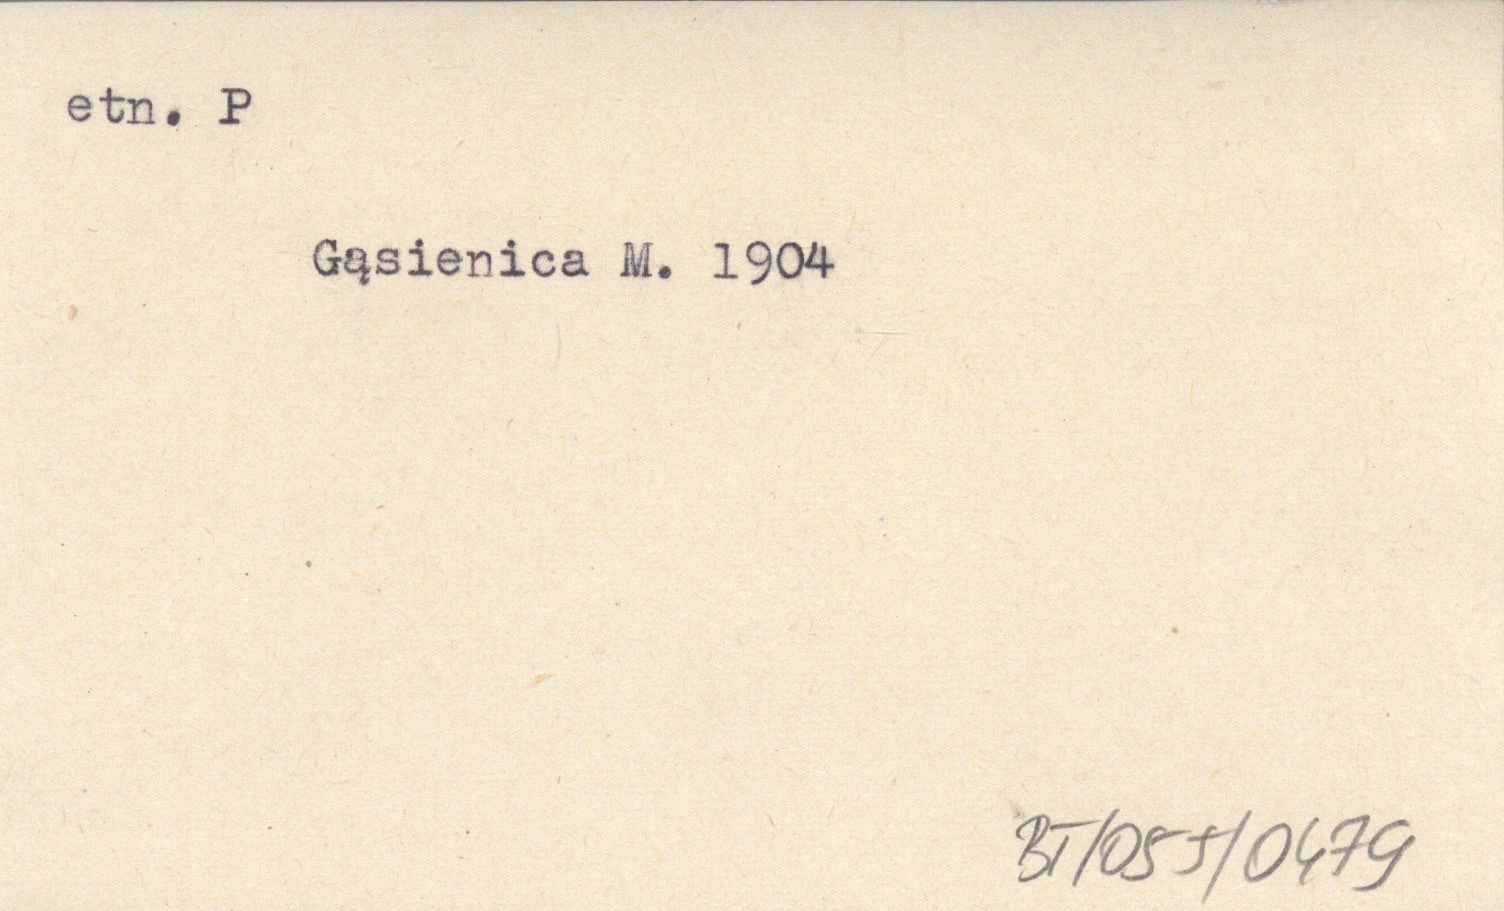 etn. P
Gąsienica M. 1904
BT/055/0479